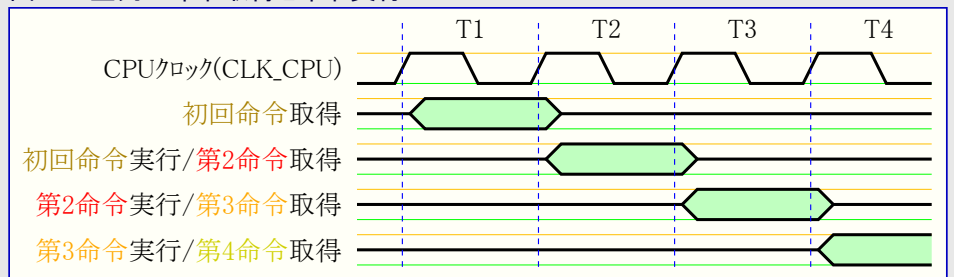 T1 T2 T3 T4
CPUクロック(CLK_CPU)
初回命令取得
初回命令実行/第2命令取得
第2命令実行/第3命令取得
第3命令実行/第4命令取得